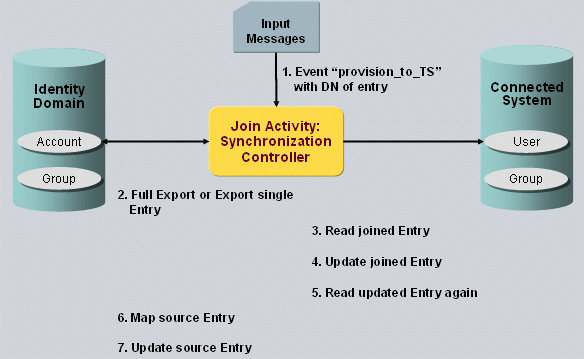 Input
Messages
1. Event “provision_to_TS”
with DN of entry
Identity
Domain
Account
Group
Join Activity:
Synchronization
Controller
Connected
System
User
Group
2. Full Export or Export single
Entry
3. Read joined Entry
4. Update joined Entry
5. Read updated Entry again
6. Map source Entry
7. Update source Entry